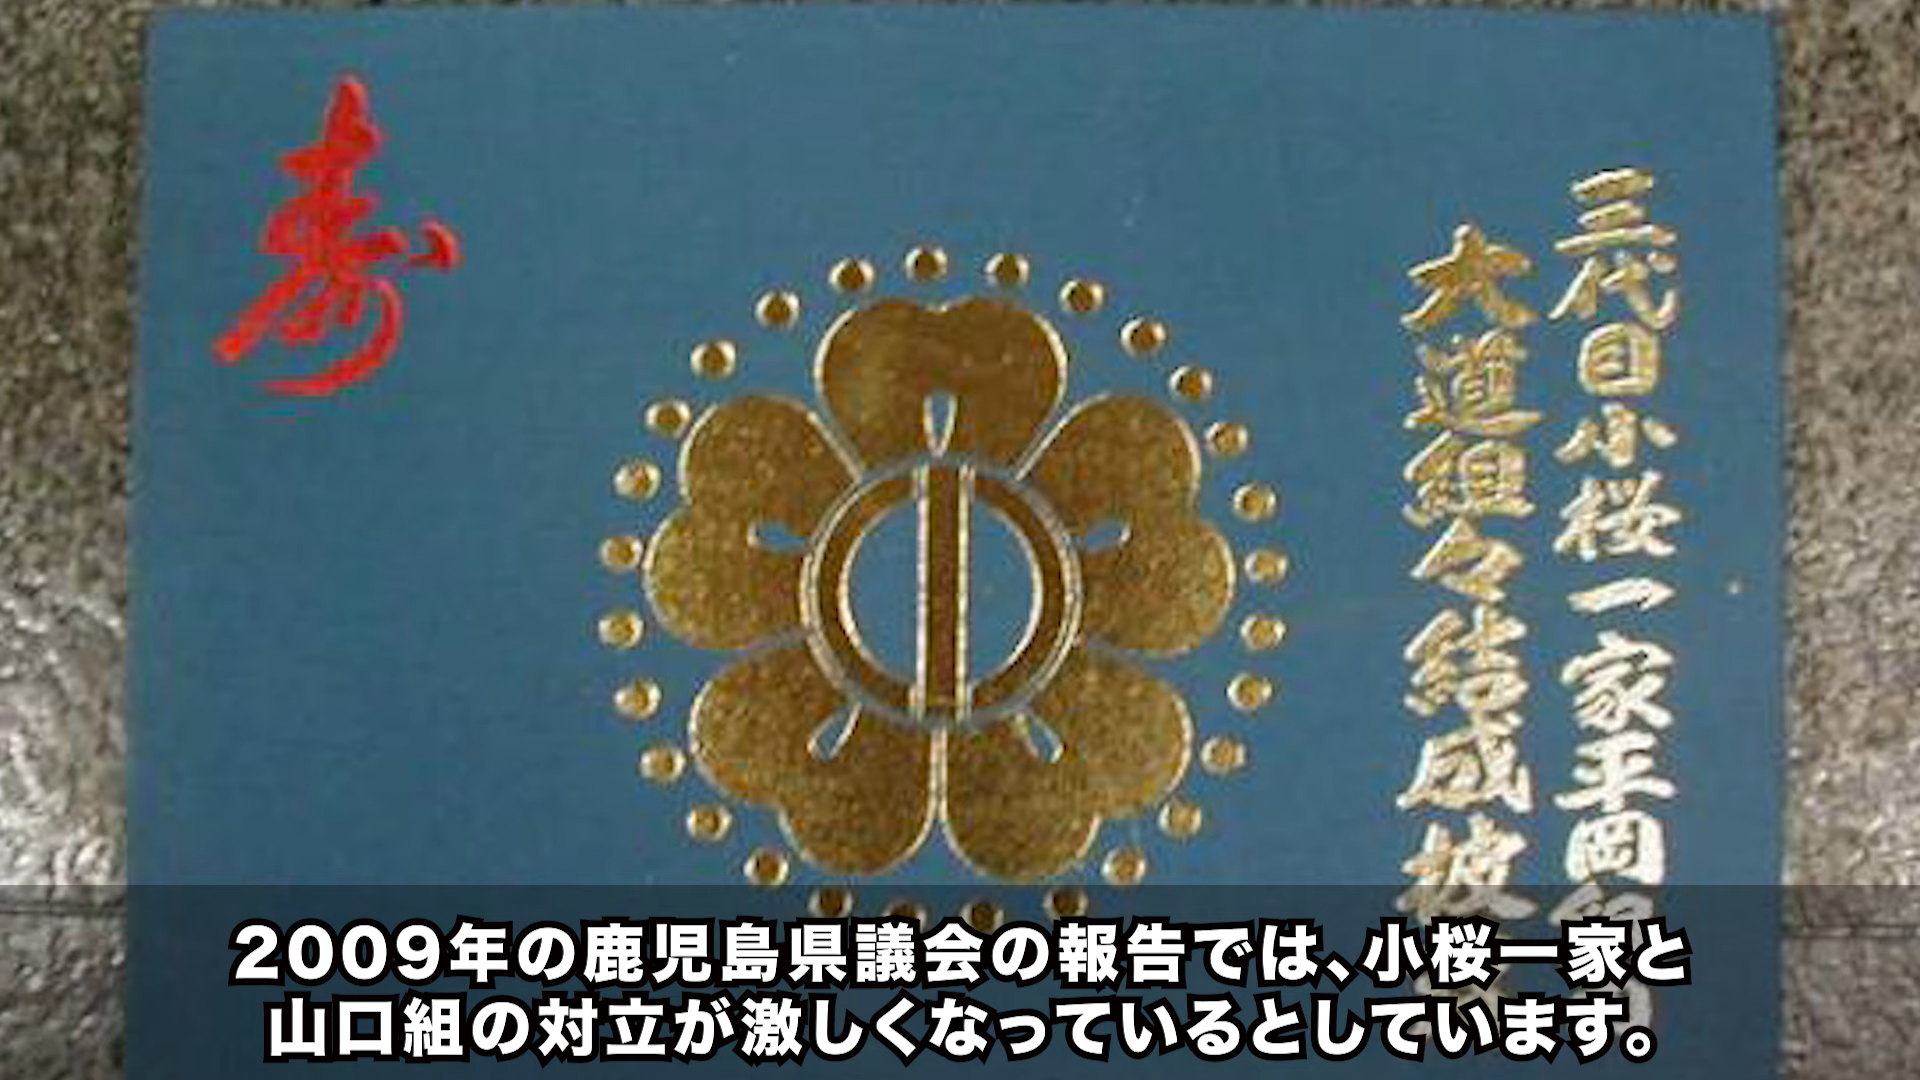 寿
三代目小桜一家平岡組
大道組々結成披
2009年の鹿児島県議会の報告では、小桜一家と
山口組の対立が激しくなっているとしています。